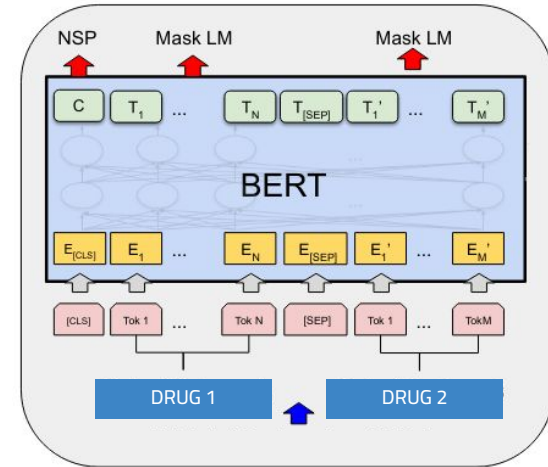 NSP Mask LM Mask LM
C T1 ... TN T[SEP] T1' ... TM'
...
...
BERT
E[CLS] E1 ... EN E[SEP] E1' ... EM'
[CLS] Tok 1 ... Tok N [SEP] Tok 1 ... TokM
DRUG 1 DRUG 2